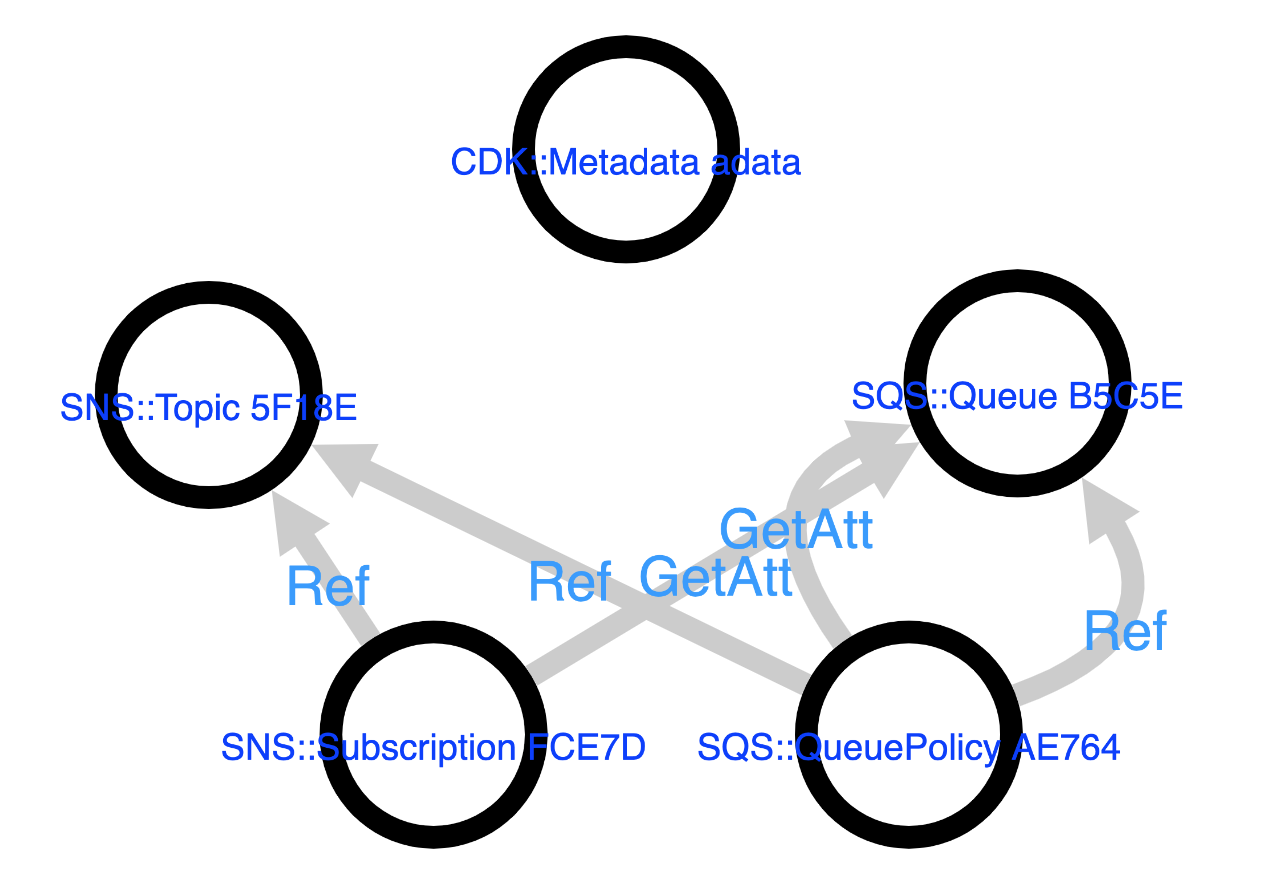 CDK::Metadata adata
SNS::Topic 5F18E
SQS::Queue B5C5E
GetAtt
Ref
Ref
GetAtt
Ref
SNS::Subscription FCE7D
SQS::QueuePolicy AE764